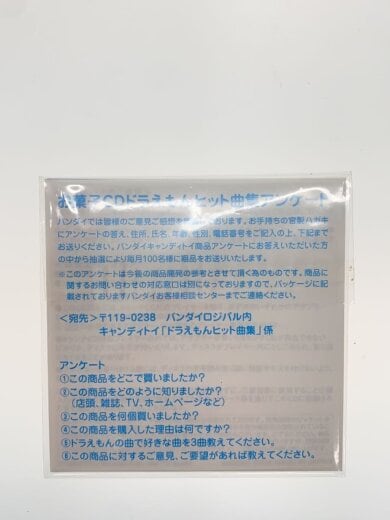 お菓子CDドラえもんヒット曲集アンケート
バンダイでは皆様のご意見ご感想を おります。お手持ちの官製ハガキ
にアンケートの答え、住所、氏名、年齢、性別、電話番号をご記入の上、下記まで
お送りください。バンダイキャンディトイ商品アンケートにお答えいただいた方
の中から抽選により毎月100名様に粗品をお送りいたします。
※このアンケートは今後の商品開発の参考とさせて頂く為のものです。商品に
関するお問い合わせの対応窓口は別になっておりますので、パッケージに記
載されておりますバンダイお客様相談センターまでご連絡ください。
<宛先>〒119-0238 バンダイロジパル内
キャンディトイ「ドラえもんヒット曲集」係
アンケート
①この商品をどこで買いましたか?
②この商品をどのように知りましたか?
(店頭、雑誌、TV、ホームページなど)
③この商品を何個買いましたか?
④この商品を購入した理由は何ですか?
⑤ドラえもんの曲で好きな曲を3曲教えてください。
⑥この商品に対するご意見、ご要望があれば教えてください。